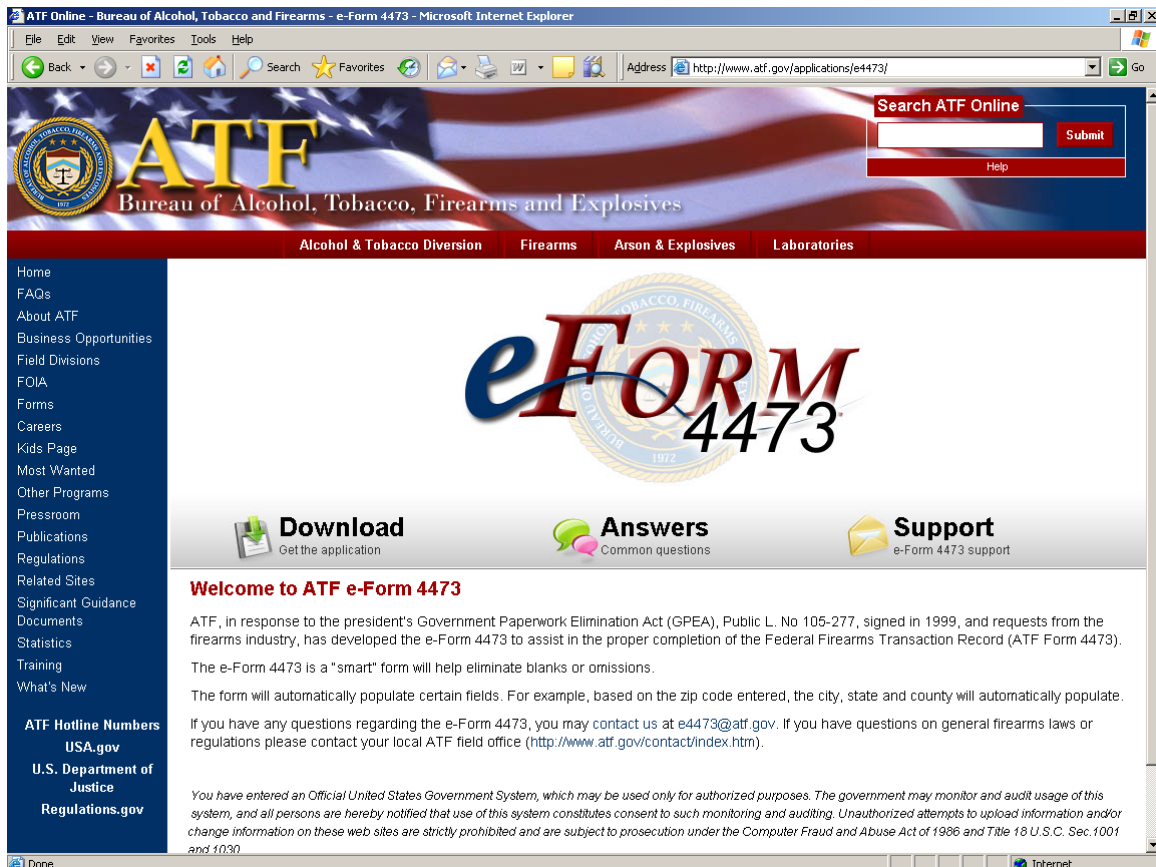 ATF Online - Bureau of Alcohol, Tobacco and Firearms - e-Form 4473 - Microsoft Internet Explorer
File Edit View Favorites Tools Help
Back Search Favorites Address http://www.atf.gov/applications/e4473/ Go
Search ATF Online
Submit
Help
ATF
Bureau of Alcohol, Tobacco, Firearms and Explosives
Alcohol & Tobacco Diversion Firearms Arson & Explosives Laboratories
Home
FAQs
About ATF
Business Opportunities
Field Divisions
FOIA
Forms
Careers
Kids Page
Most Wanted
Other Programs
Pressroom
Publications
Regulations
Related Sites
Significant Guidance
Documents
Statistics
Training
What's New
ATF Hotline Numbers
USA.gov
U.S. Department of
Justice
Regulations.gov
eFORM
4473
1972
Download
Get the application
Answers
Common questions
Support
e-Form 4473 support
Welcome to ATF e-Form 4473
ATF, in response to the president's Government Paperwork Elimination Act (GPEA), Public L. No 105-277, signed in 1999, and requests from the
firearms industry, has developed the e-Form 4473 to assist in the proper completion of the Federal Firearms Transaction Record (ATF Form 4473).
The e-Form 4473 is a "smart" form will help eliminate blanks or omissions.
The form will automatically populate certain fields. For example, based on the zip code entered, the city, state and county will automatically populate.
If you have any questions regarding the e-Form 4473, you may contact us at e4473@atf.gov. If you have questions on general firearms laws or
regulations please contact your local ATF field office (http://www.atf.gov/contact/index.htm).
You have entered an Official United States Government System, which may be used only for authorized purposes. The government may monitor and audit usage of this
system, and all persons are hereby notified that use of this system constitutes consent to such monitoring and auditing. Unauthorized attempts to upload information and/or
change information on these web sites are strictly prohibited and are subject to prosecution under the Computer Fraud and Abuse Act of 1986 and Title 18 U.S.C. Sec.1001
and 1030
Done Internet